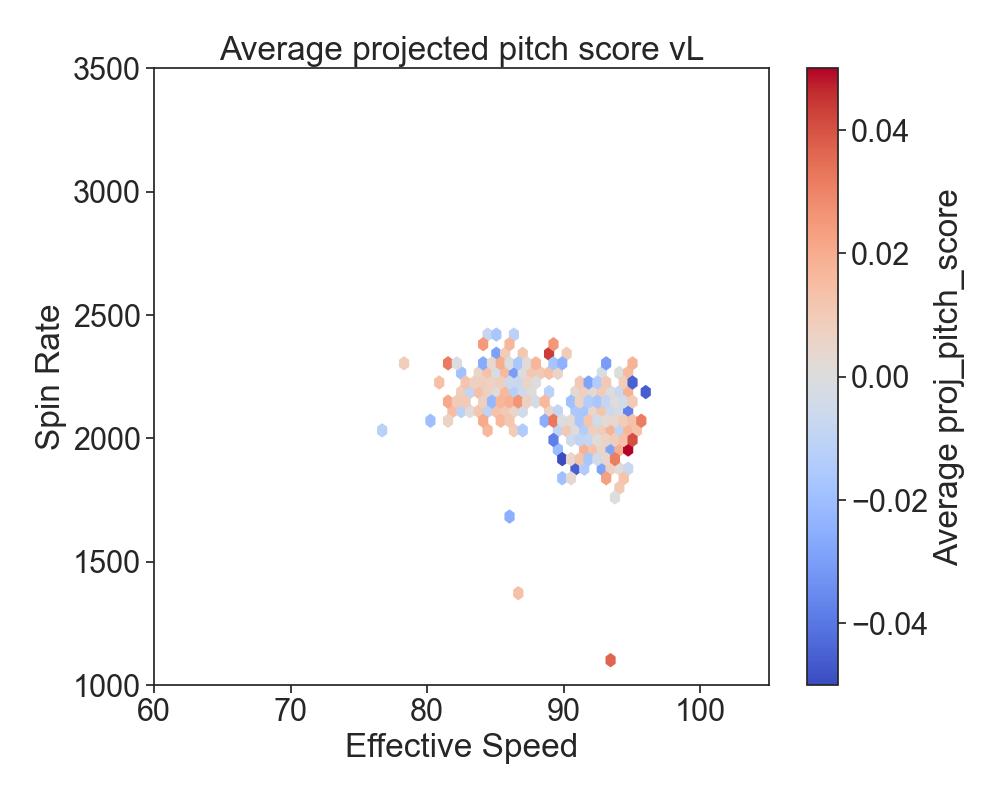 Average projected pitch score vL
3500
3000
2500
2000
1500
1000
Spin Rate
60 70 80 90 100
Effective Speed
0.04
0.02
0.00
−0.02
−0.04
Average proj_pitch_score